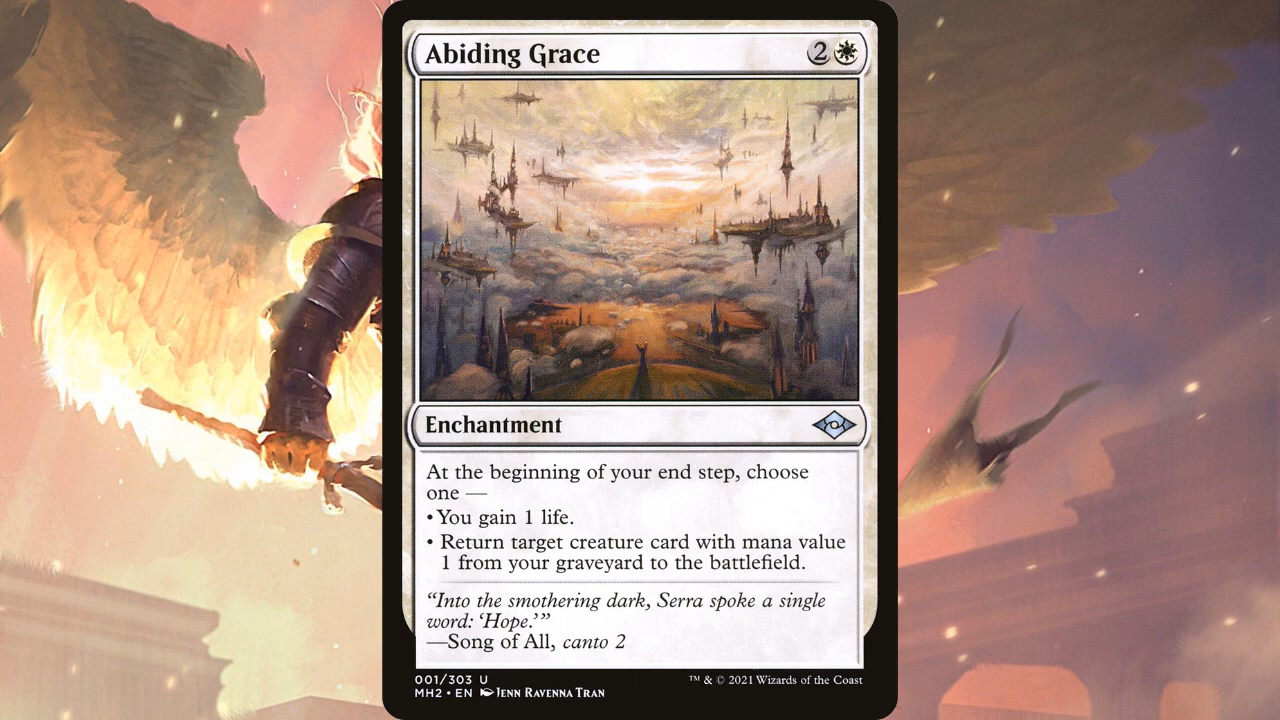 Abiding Grace 2
Enchantment
At the beginning of your end step, choose
one —
• You gain 1 life.
• Return target creature card with mana value
1 from your graveyard to the battlefield.
“Into the smothering dark, Serra spoke a single
word: ‘Hope.’”
—Song of All, canto 2
001/303 U
MH2 • EN Jenn Ravenna Tran
™ & © 2021 Wizards of the Coast